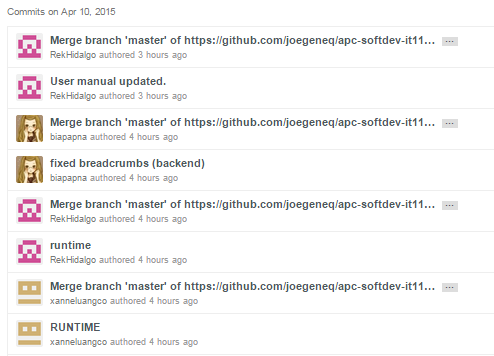 Commits on Apr 10, 2015
Merge branch 'master' of https://github.com/joegeneq/apc-softdev-it11... ...
RekHidalgo authored 3 hours ago
User manual updated.
RekHidalgo authored 3 hours ago
Merge branch 'master' of https://github.com/joegeneq/apc-softdev-it11... ...
biapapna authored 4 hours ago
fixed breadcrumbs (backend)
biapapna authored 4 hours ago
Merge branch 'master' of https://github.com/joegeneq/apc-softdev-it11... ...
RekHidalgo authored 4 hours ago
runtime
RekHidalgo authored 4 hours ago
Merge branch 'master' of https://github.com/joegeneq/apc-softdev-it11... ...
xanneluangco authored 4 hours ago
RUNTIME
xanneluangco authored 4 hours ago